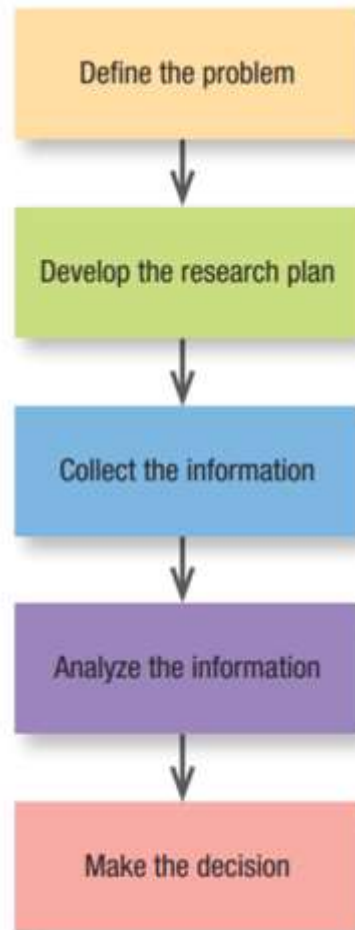 Define the problem
Develop the research plan
Collect the information
Analyze the information
Make the decision